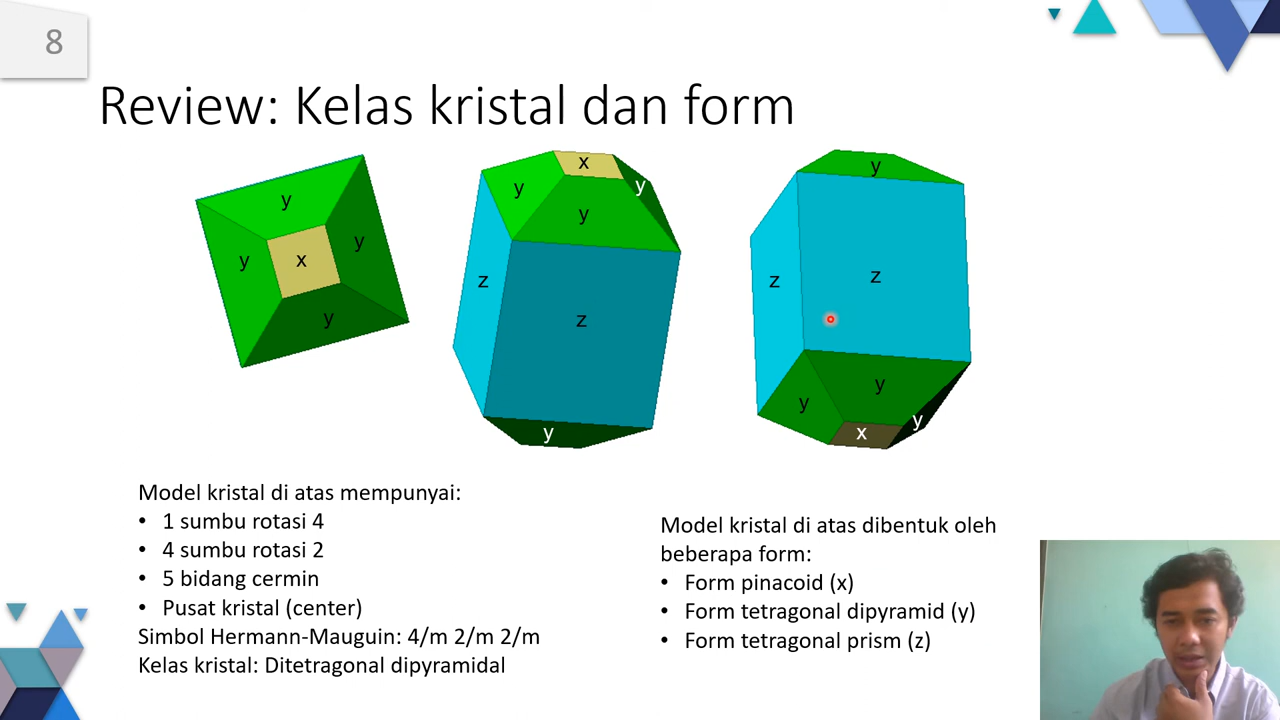 8
Review: Kelas kristal dan form
y
y
x
y
y
x
y
y
y
z
z
y
y
z
z
y
y
x
y
Model kristal di atas mempunyai:
• 1 sumbu rotasi 4
• 4 sumbu rotasi 2
• 5 bidang cermin
• Pusat kristal (center)
Simbol Hermann-Mauguin: 4/m 2/m 2/m
Kelas kristal: Ditetragonal dipyramidal
Model kristal di atas dibentuk oleh
beberapa form:
• Form pinacoid (x)
• Form tetragonal dipyramid (y)
• Form tetragonal prism (z)